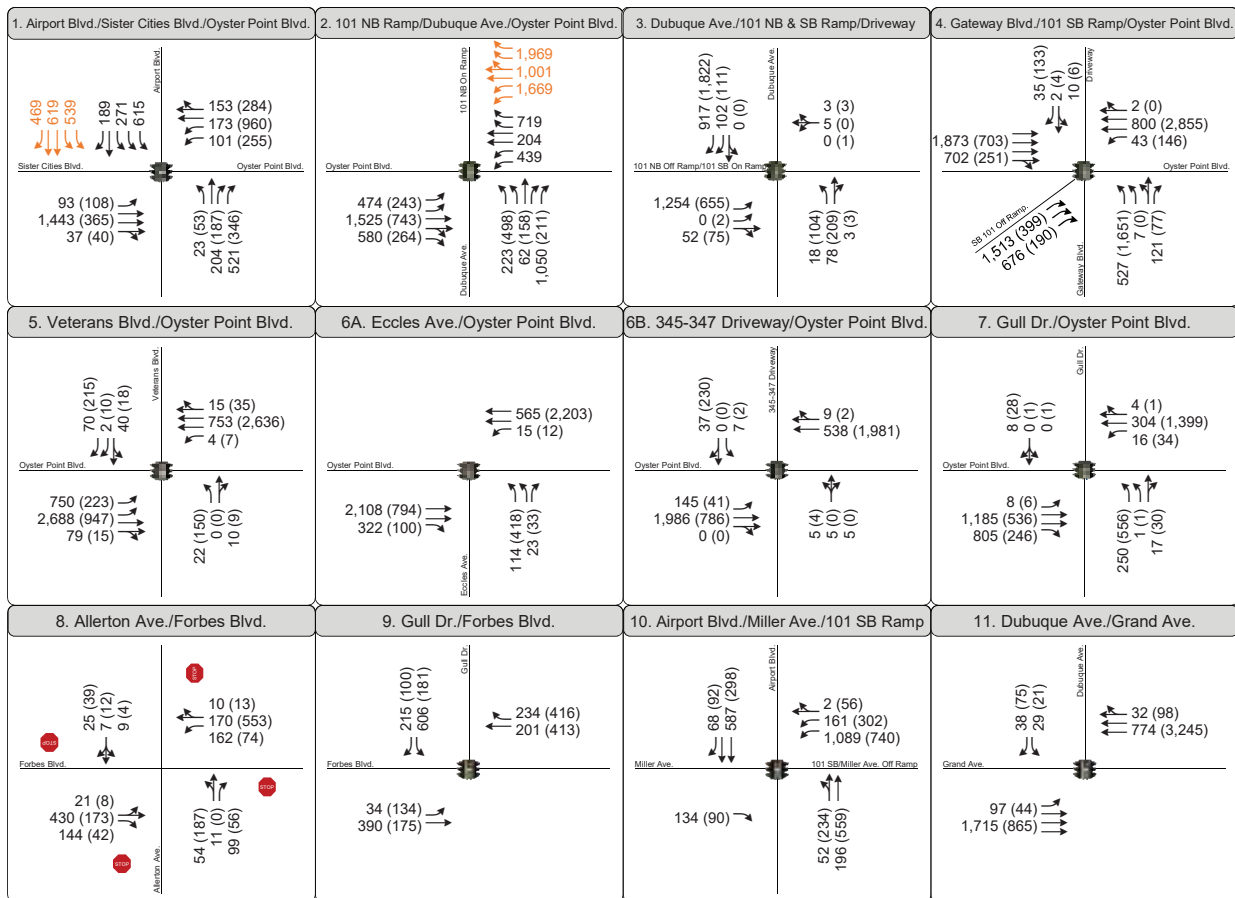 1. Airport Blvd./Sister Cities Blvd./Oyster Point Blvd.
Airport Blvd.
469
619
539
189
271
615
153 (284)
173 (960)
101 (255)
Sister Cities Blvd.
Oyster Point Blvd.
93 (108)
1,443 (365)
37 (40)
23 (53)
204 (187)
521 (346)
2. 101 NB Ramp/Dubuque Ave./Oyster Point Blvd.
101 NB On Ramp
1,969
1,001
1,669
719
204
439
Oyster Point Blvd.
474 (243)
1,525 (743)
580 (264)
Dubuque Ave.
223 (498)
62 (158)
1,050 (211)
3. Dubuque Ave./101 NB & SB Ramp/Driveway
Dubuque Ave.
917 (1,822)
102 (111)
0 (0)
3 (3)
5 (0)
0 (1)
101 NB Off Ramp/101 SB On Ramp
1,254 (655)
0 (2)
52 (75)
18 (104)
78 (209)
3 (3)
4. Gateway Blvd./101 SB Ramp/Oyster Point Blvd.
Driveway
35 (133)
2 (4)
10 (6)
2 (0)
800 (2,855)
43 (146)
1,873 (703)
702 (251)
Oyster Point Blvd.
SB 101 Off Ramp.
1,513 (399)
676 (190)
Gateway Blvd.
527 (1,651)
7 (0)
121 (77)
5. Veterans Blvd./Oyster Point Blvd.
Veterans Blvd.
70 (215)
2 (10)
40 (18)
15 (35)
753 (2,636)
4 (7)
Oyster Point Blvd.
750 (223)
2,688 (947)
79 (15)
22 (150)
0 (0)
10 (9)
6A. Eccles Ave./Oyster Point Blvd.
565 (2,203)
15 (12)
Oyster Point Blvd.
2,108 (794)
322 (100)
Eccles Ave.
114 (418)
23 (33)
6B. 345-347 Driveway/Oyster Point Blvd.
345-347 Driveway
37 (230)
0 (0)
7 (2)
9 (2)
538 (1,981)
Oyster Point Blvd.
145 (41)
1,986 (786)
0 (0)
5 (4)
5 (0)
5 (0)
7. Gull Dr./Oyster Point Blvd.
Gull Dr.
8 (28)
0 (1)
0 (1)
4 (1)
304 (1,399)
16 (34)
Oyster Point Blvd.
8 (6)
1,185 (536)
805 (246)
250 (556)
1 (1)
17 (30)
8. Allerton Ave./Forbes Blvd.
STOP
25 (39)
7 (12)
9 (4)
10 (13)
170 (553)
162 (74)
STOP
Forbes Blvd.
STOP
21 (8)
430 (173)
144 (42)
STOP
Allerton Ave.
54 (187)
11 (0)
99 (56)
9. Gull Dr./Forbes Blvd.
Gull Dr.
215 (100)
606 (181)
234 (416)
201 (413)
Forbes Blvd.
34 (134)
390 (175)
10. Airport Blvd./Miller Ave./101 SB Ramp
Airport Blvd.
68 (92)
587 (298)
2 (56)
161 (302)
1,089 (740)
Miller Ave.
101 SB/Miller Ave. Off Ramp
134 (90)
52 (234)
196 (559)
11. Dubuque Ave./Grand Ave.
Dubuque Ave.
38 (75)
29 (21)
32 (98)
774 (3,245)
Grand Ave.
97 (44)
1,715 (865)